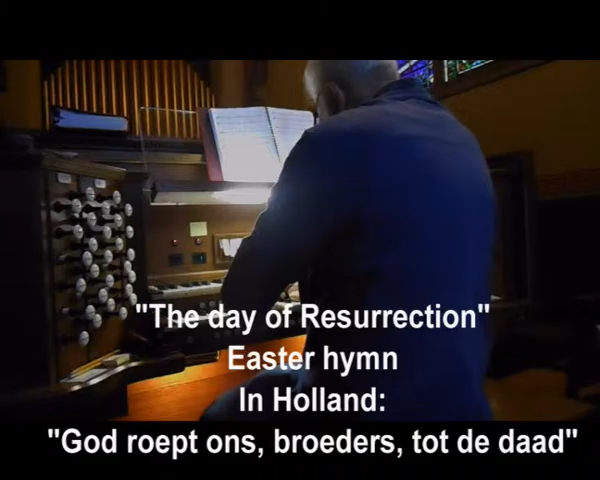 "The day of Resurrection"
Easter hymn
In Holland:
"God roept ons, broeders, tot de daad"